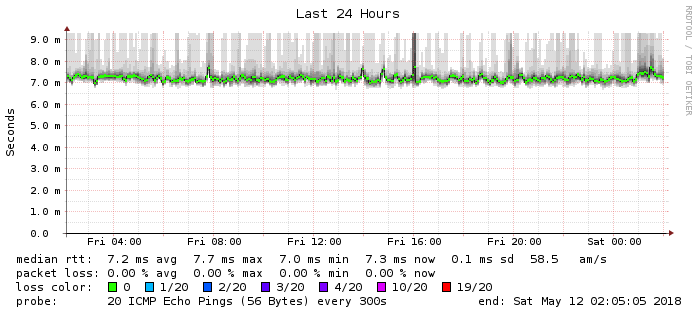 Last 24 Hours
RRDTOOL / TOBI OETIKER
Seconds
9.0 m
8.0 m
7.0 m
6.0 m
5.0 m
4.0 m
3.0 m
2.0 m
1.0 m
0.0
Fri 04:00 Fri 08:00 Fri 12:00 Fri 16:00 Fri 20:00 Sat 00:00
median rtt: 7.2 ms avg 7.7 ms max 7.0 ms min 7.3 ms now 0.1 ms sd 58.5 am/s
packet loss: 0.00 % avg 0.00 % max 0.00 % min 0.00 % now
loss color: 0 1/20 2/20 3/20 4/20 10/20 19/20
probe: 20 ICMP Echo Pings (56 Bytes) every 300s end: Sat May 12 02:05:05 2018